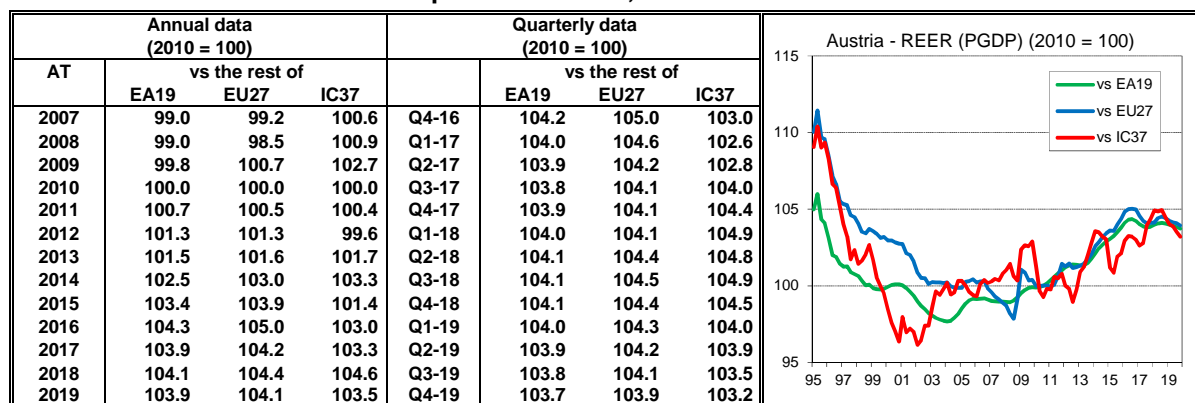 Annual data Quarterly data
(2010 = 100) (2010 = 100)
AT vs the rest of vs the rest of
EA19 EU27 IC37 EA19 EU27 IC37
2007 99.0 99.2 100.6 Q4-16 104.2 105.0 103.0
2008 99.0 98.5 100.9 Q1-17 104.0 104.6 102.6
2009 99.8 100.7 102.7 Q2-17 103.9 104.2 102.8
2010 100.0 100.0 100.0 Q3-17 103.8 104.1 104.0
2011 100.7 100.5 100.4 Q4-17 103.9 104.1 104.4
2012 101.3 101.3 99.6 Q1-18 104.0 104.1 104.9
2013 101.5 101.6 101.7 Q2-18 104.1 104.4 104.8
2014 102.5 103.0 103.3 Q3-18 104.1 104.5 104.9
2015 103.4 103.9 101.4 Q4-18 104.1 104.4 104.5
2016 104.3 105.0 103.0 Q1-19 104.0 104.3 104.0
2017 103.9 104.2 103.3 Q2-19 103.9 104.2 103.9
2018 104.1 104.4 104.6 Q3-19 103.8 104.1 103.5
2019 103.9 104.1 103.5 Q4-19 103.7 103.9 103.2
Austria - REER (PGDP) (2010 = 100)
115
110
105
100
95
vs EA19
vs EU27
vs IC37
95 97 99 01 03 05 07 09 11 13 15 17 19